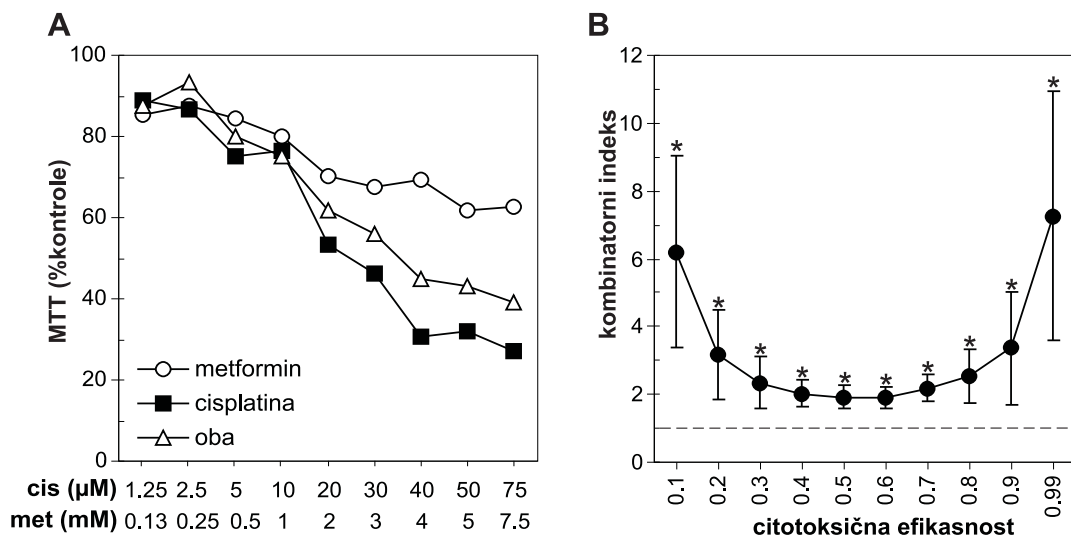 A
MTT (%kontrole)
100
80
60
40
20
0
metformin
cisplatina
oba
cis (µM) 1.25 2.5 5 10 20 30 40 50 75
met (mM) 0.13 0.25 0.5 1 2 3 4 5 7.5
B
kombinatorni indeks
12
10
8
6
4
2
0
* * * * * * * * * *
0.1 0.2 0.3 0.4 0.5 0.6 0.7 0.8 0.9 0.99
citotoksična efikasnost